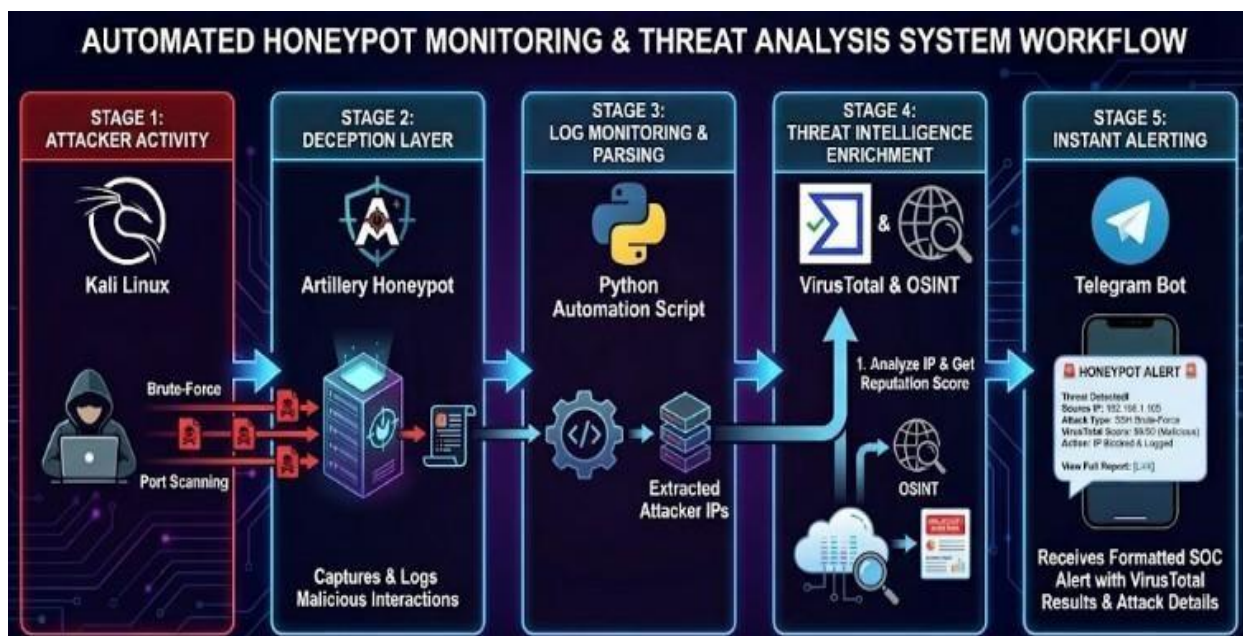 AUTOMATED HONEYPOT MONITORING & THREAT ANALYSIS SYSTEM WORKFLOW
STAGE 1:
ATTACKER ACTIVITY
Kali Linux
Brute-Force
Port Scanning
STAGE 2:
DECEPTION LAYER
Artillery Honeypot
Captures & Logs
Malicious Interactions
STAGE 3:
LOG MONITORING &
PARSING
Python
Automation Script
</>
Extracted
Attacker IPs
STAGE 4:
THREAT INTELLIGENCE
ENRICHMENT
&
VirusTotal & OSINT
1. Analyze IP & Get
Reputation Score
OSINT
STAGE 5:
INSTANT ALERTING
Telegram Bot
HONEYPOT ALERT
Threat Detected!
Source IP:
Attack Type: SSH Brute-Force
VirusTotal Score: (Malicious)
Action: IP Blocked & Logged
View Full Report:
Receives Formatted SOC
Alert with VirusTotal
Results & Attack Details